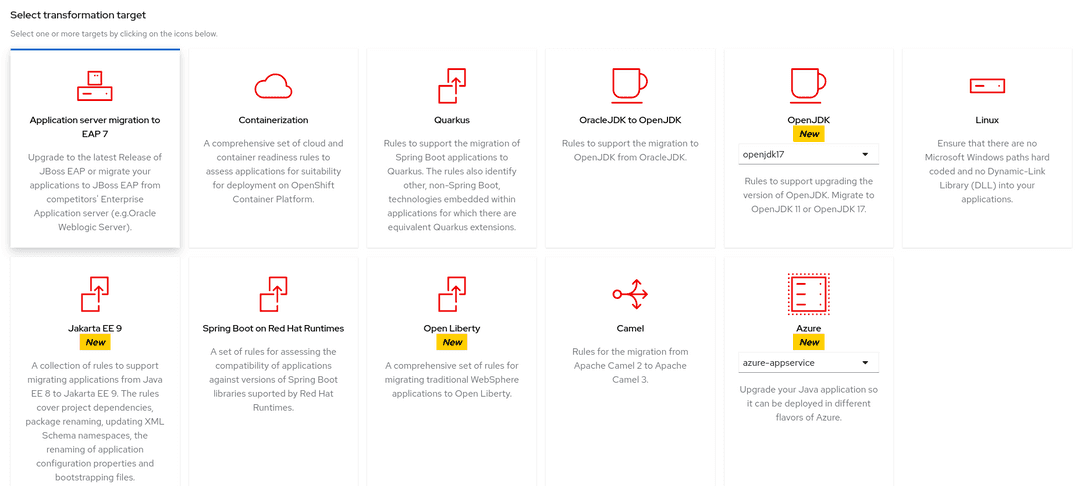 Select transformation target
Select one or more targets by clicking on the icons below.
Application server migration to
EAP 7
Upgrade to the latest Release of
JBoss EAP or migrate your
applications to JBoss EAP from
competitors' Enterprise
Application server (e.g.Oracle
Weblogic Server).
Containerization
A comprehensive set of cloud and
container readiness rules to
assess applications for suitability
for deployment on OpenShift
Container Platform.
Quarkus
Rules to support the migration of
Spring Boot applications to
Quarkus. The rules also identify
other, non-Spring Boot,
technologies embedded within
applications for which there are
equivalent Quarkus extensions.
OracleJDK to OpenJDK
Rules to support the migration to
OpenJDK from OracleJDK.
OpenJDK
New
openjdk17
Rules to support upgrading the
version of OpenJDK. Migrate to
OpenJDK 11 or OpenJDK 17.
Linux
Ensure that there are no
Microsoft Windows paths hard
coded and no Dynamic-Link
Library (DLL) into your
applications.
Jakarta EE 9
New
A collection of rules to support
migrating applications from Java
EE 8 to Jakarta EE 9. The rules
cover project dependencies,
package renaming, updating XML
Schema namespaces, the
renaming of application
configuration properties and
bootstrapping files.
Spring Boot on Red Hat Runtimes
A set of rules for assessing the
compatibility of applications
against versions of Spring Boot
libraries suported by Red Hat
Runtimes.
Open Liberty
New
A comprehensive set of rules for
migrating traditional WebSphere
applications to Open Liberty.
Camel
Rules for the migration from
Apache Camel 2 to Apache
Camel 3.
Azure
New
azure-appservice
Upgrade your Java application so
it can be deployed in different
flavors of Azure.